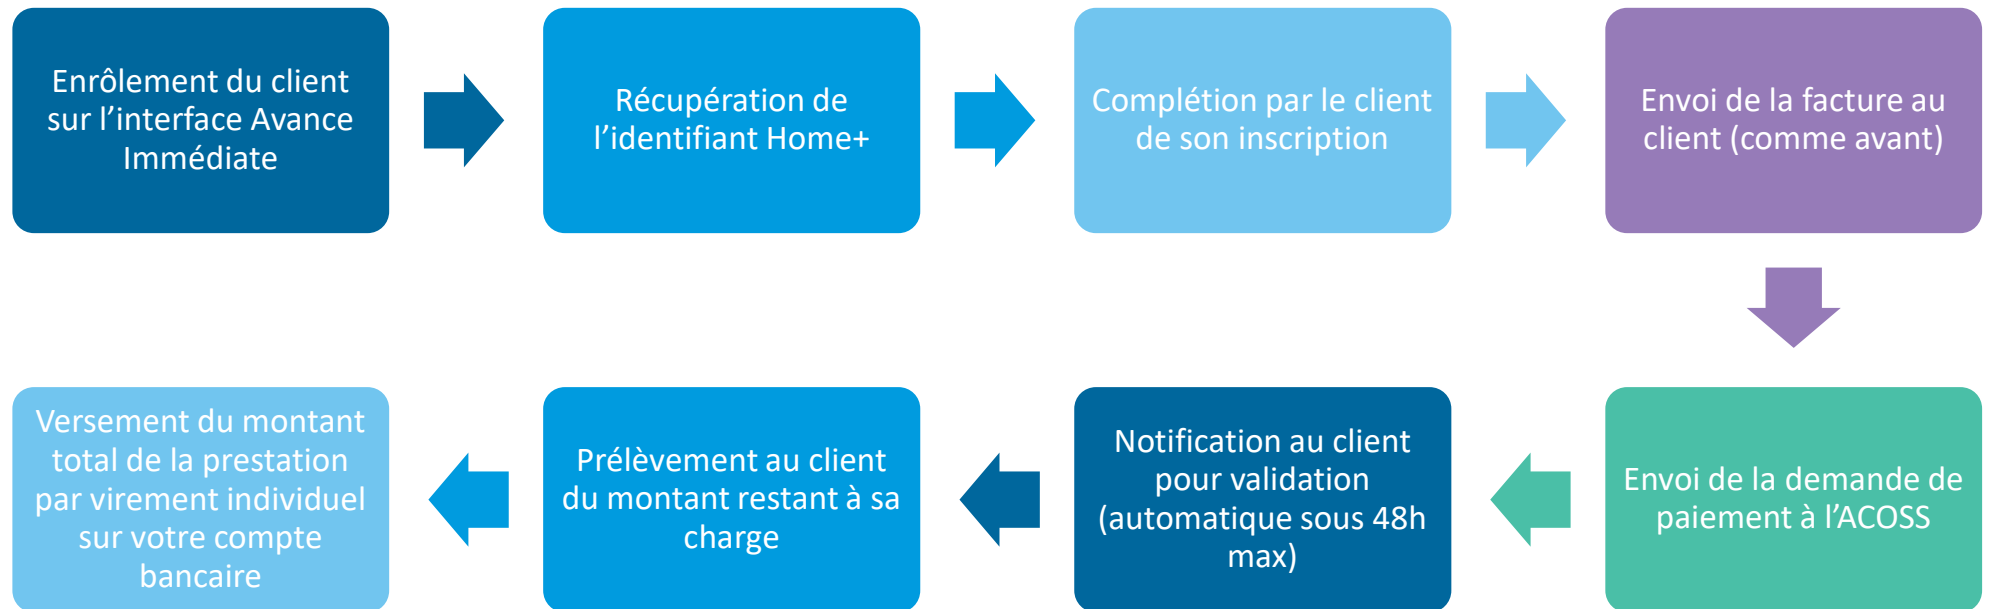 Enrôlement du client
sur l’interface Avance
Immédiate
Récupération de
l’identifiant Home+
Complétion par le client
de son inscription
Envoi de la facture au
client (comme avant)
Envoi de la demande de
paiement à l’ACOSS
Notification au client
pour validation
(automatique sous 48h
max)
Prélèvement au client
du montant restant à sa
charge
Versement du montant
total de la prestation
par virement individuel
sur votre compte
bancaire